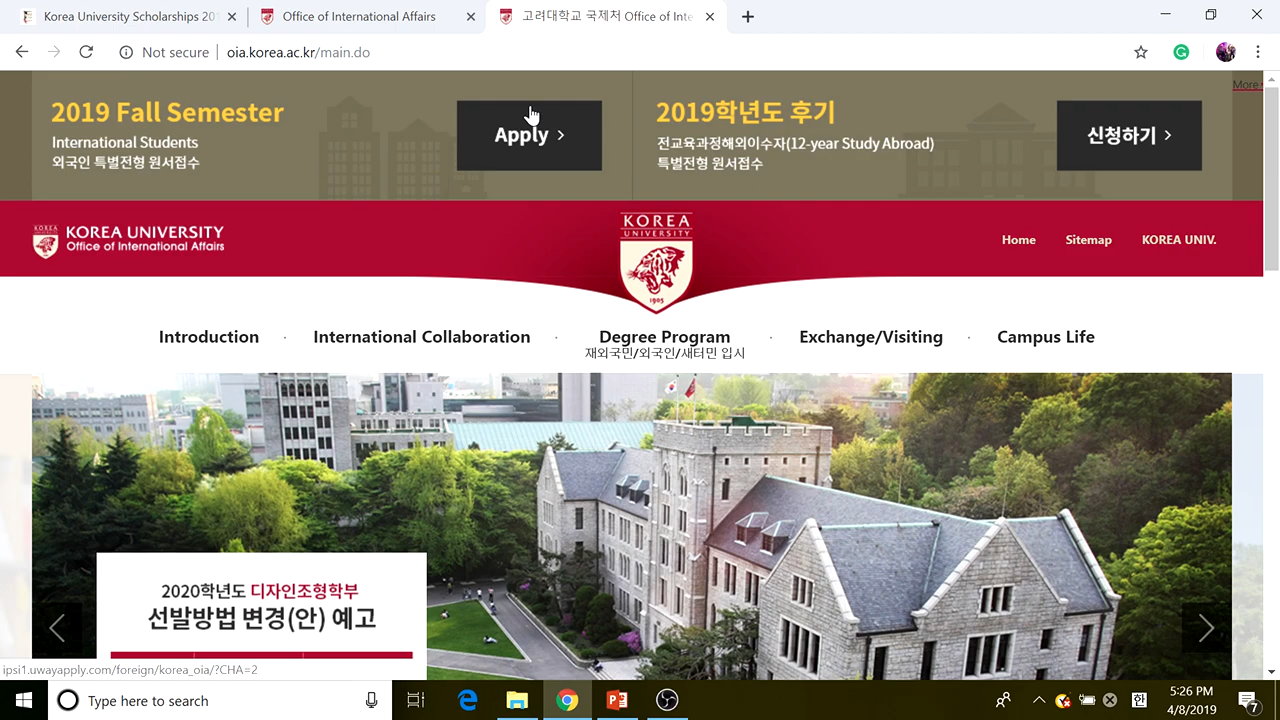 Korea University Scholarships 201
Office of International Affairs
고려대학교 국제처 Office of Inte
Not secure
oia.korea.ac.kr/main.do
2019 Fall Semester
International Students
외국인 특별전형 원서접수
Apply >
2019학년도 후기
전교육과정해외이수자(12-year Study Abroad)
특별전형 원서접수
신청하기 >
More
KOREA UNIVERSITY
Office of International Affairs
KOREA
UNIVERSITY
1905
Home
Sitemap
KOREA UNIV.
Introduction
International Collaboration
Degree Program
재외국민/외국인/새터민 입시
Exchange/Visiting
Campus Life
2020학년도 디자인조형학부
선발방법 변경(안) 예고
ipsi1.uwayapply.com/foreign/korea_oia/?CHA=2
Type here to search
한
5:26 PM
4/8/2019
7